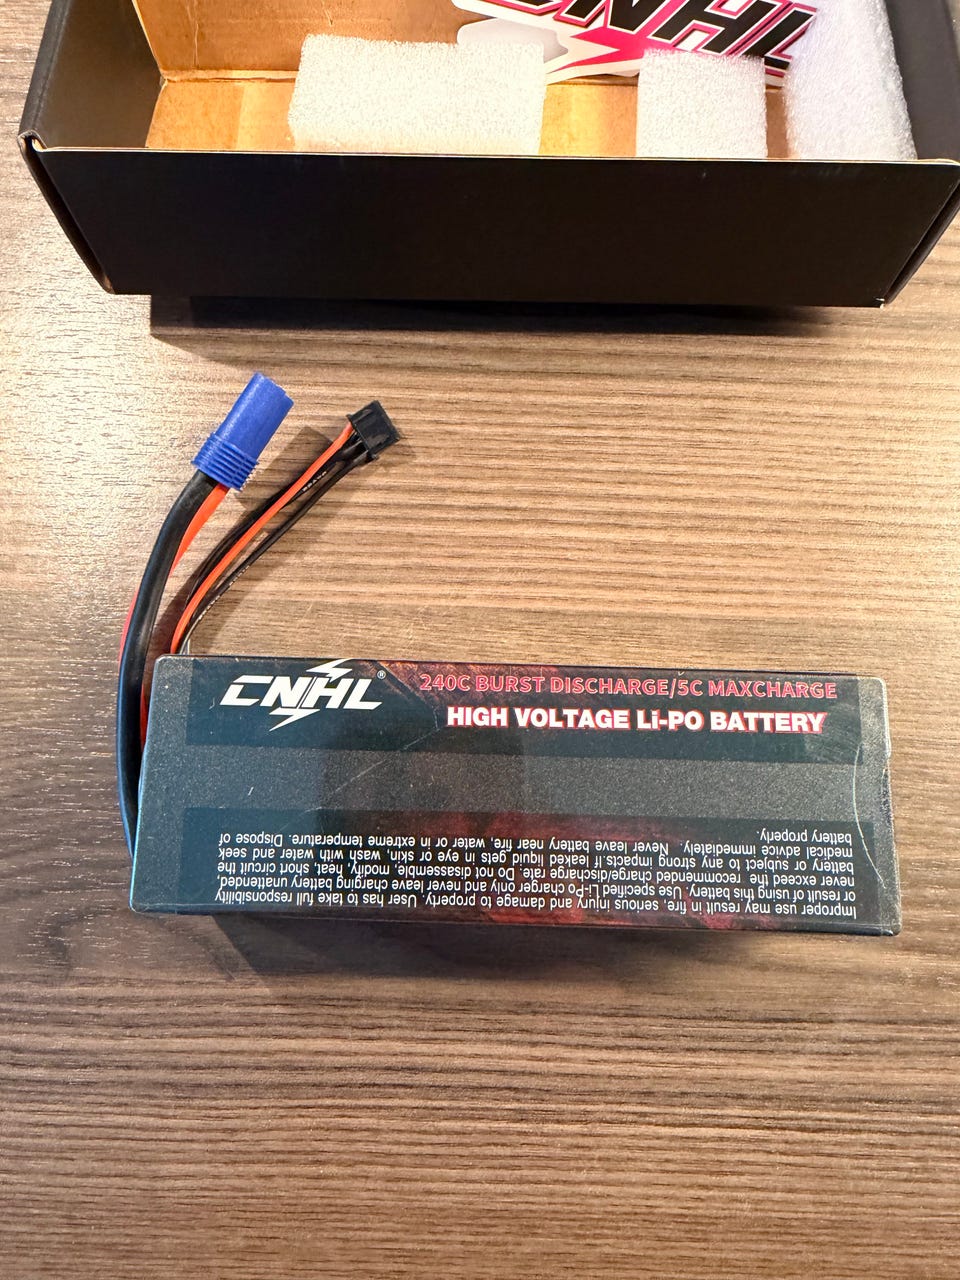 CNHL
CNHL®
240C BURST DISCHARGE/5C MAXCHARGE
HIGH VOLTAGE Li-PO BATTERY
Improper use may result in fire, serious injury and damage to property. User has to take full responsibility
or result of using this battery. Use specified Li-Po charger only and never leave charging battery unattended,
never exceed the recommended charge/discharge rate. Do not disassemble, modify, heat, short circuit the
battery or subject to any strong impacts.If leaked liquid gets in eye or skin, wash with water and seek
medical advice immediately. Never leave battery near fire, water or in extreme temperature. Dispose of
battery properly.